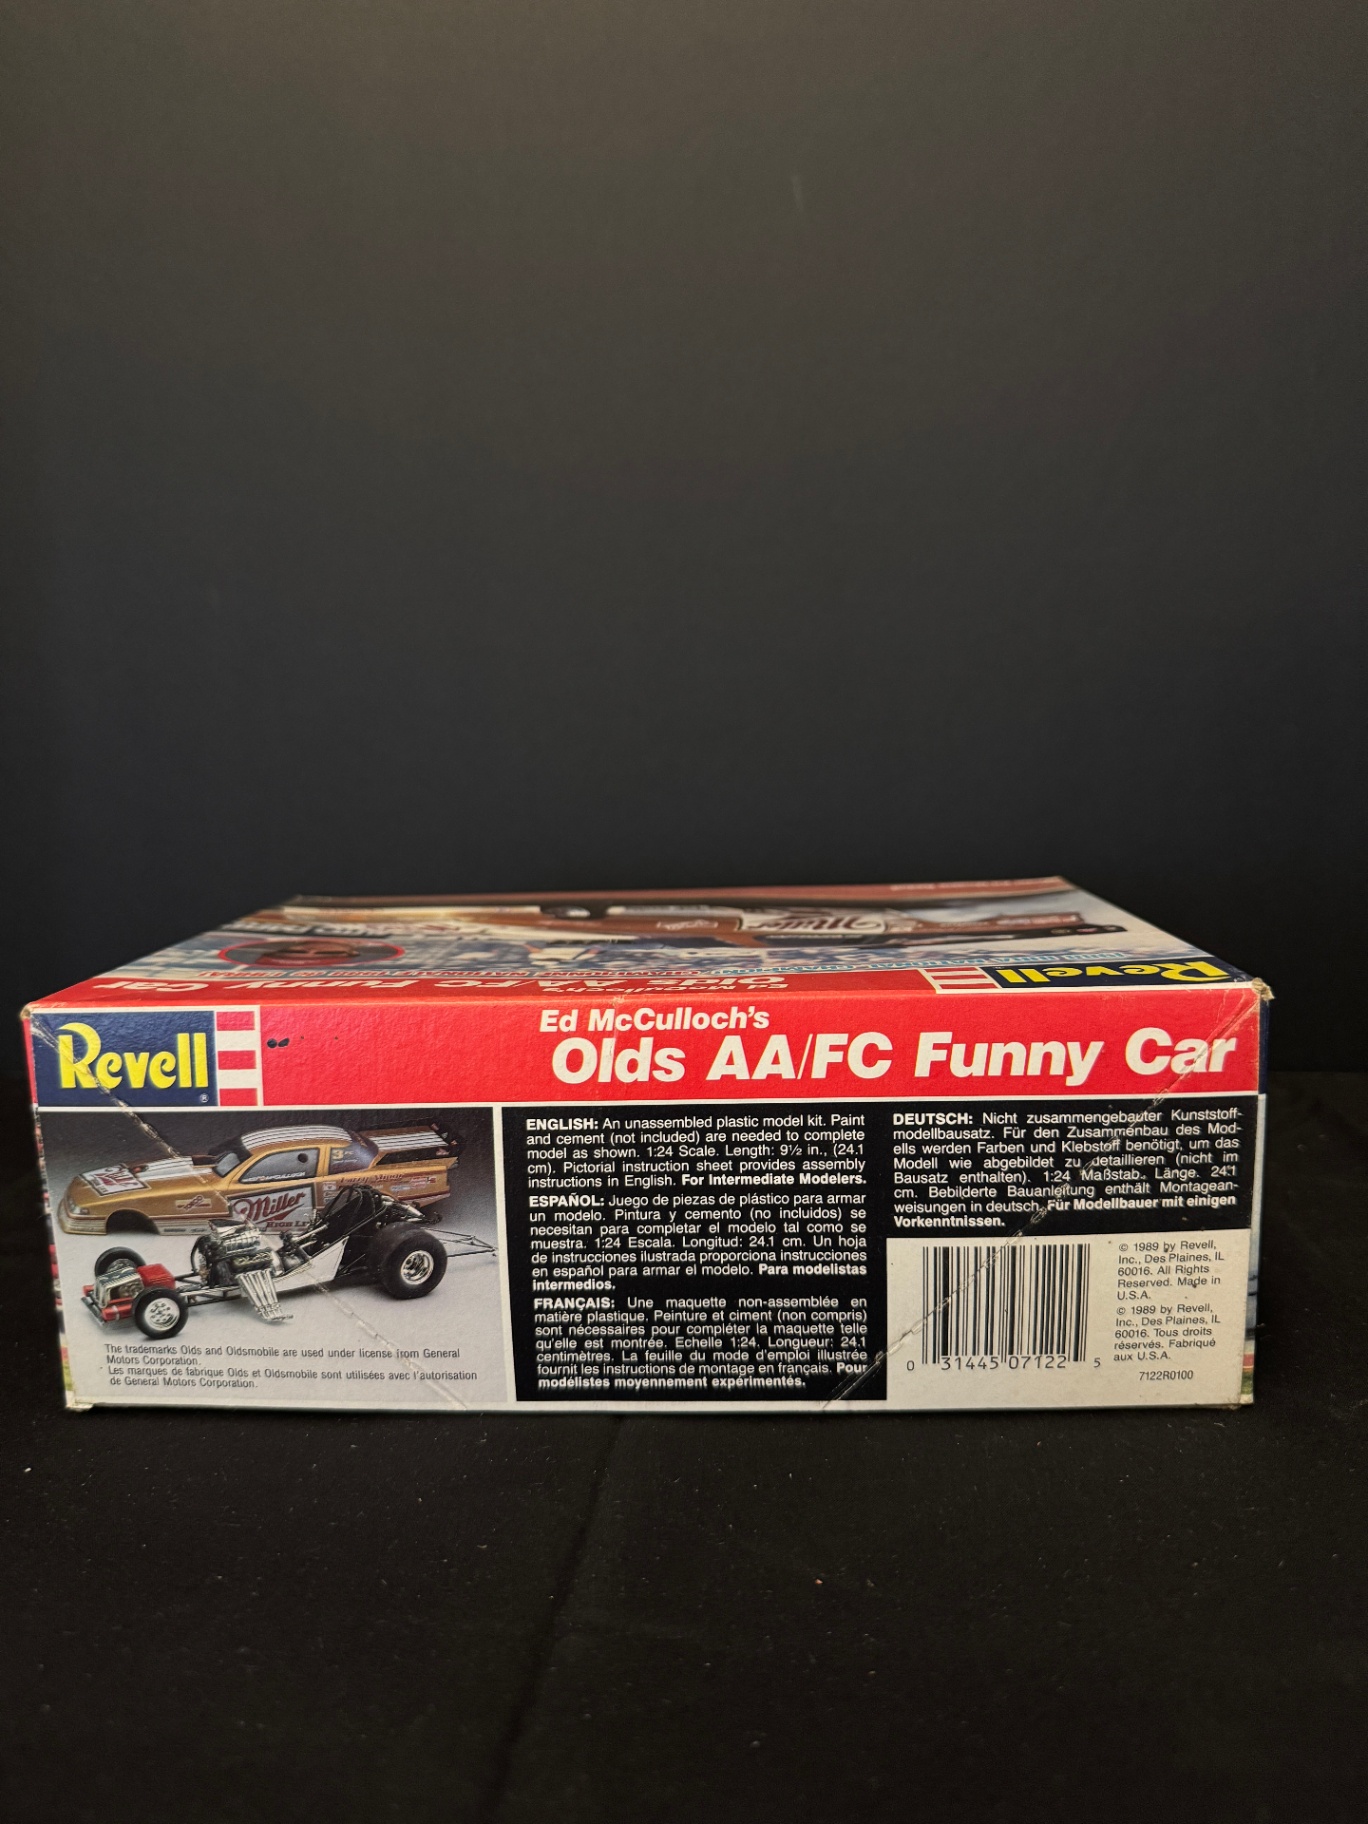 Miller
Revell
Ed McCulloch's
Olds AA/FC Funny Car
Revell
®
Ed McCulloch's
Olds AA/FC Funny Car
Miller
HIGH LI
ENGLISH: An unassembled plastic model kit. Paint
and cement (not included) are needed to complete
model as shown. 1:24 Scale. Length: 9½ in., (24.1
cm). Pictorial instruction sheet provides assembly
instructions in English. For Intermediate Modelers.
ESPAÑOL: Juego de piezas de plástico para armar
un modelo. Pintura y cemento (no incluidos) se
necesitan para completar el modelo tal como se
muestra. 1:24 Escala. Longitud: 24.1 cm. Un hoja
de instrucciones ilustrada proporciona instrucciones
en español para armar el modelo. Para modelistas
intermedios.
FRANÇAIS: Une maquette non-assemblée en
matière plastique. Peinture et ciment (non compris)
sont nécessaires pour compléter la maquette telle
qu'elle est montrée. Echelle 1:24. Longueur: 24.1
centimètres. La feuille du mode d'emploi illustrée
fournit les instructions de montage en français. Pour
modélistes moyennement expérimentés.
DEUTSCH: Nicht zusammengebauter Kunststoff-
modellbausatz. Für den Zusammenbau des Mod-
ells werden Farben und Klebstoff benötigt, um das
Modell wie abgebildet zu detaillieren (nicht im
Bausatz enthalten). 1:24 Maßstab. Länge. 24.1
cm. Bebilderte Bauanleitung enthält Montagean-
weisungen in deutsch. Für Modellbauer mit einigen
Vorkenntnissen.
The trademarks Olds and Oldsmobile are used under license from General
Motors Corporation.
Les marques de fabrique Olds et Oldsmobile sont utilisées avec l'autorisation
de General Motors Corporation.
0 31445 07122 5
© 1989 by Revell,
Inc., Des Plaines, IL
60016. All Rights
Reserved. Made in
U.S.A.
© 1989 by Revell,
Inc., Des Plaines, IL
60016. Tous droits
réservés. Fabriqué
aux U.S.A.
7122R0100